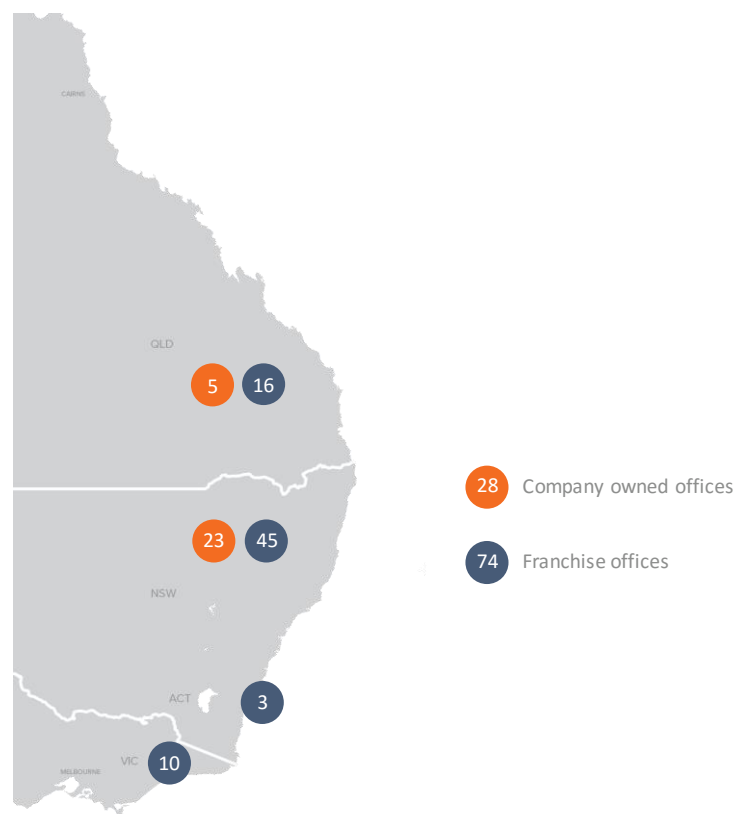 CAIRNS
QLD
5 16
28 Company owned offices
23 45
74 Franchise offices
NSW
ACT
3
VIC 10
MELBOURNE